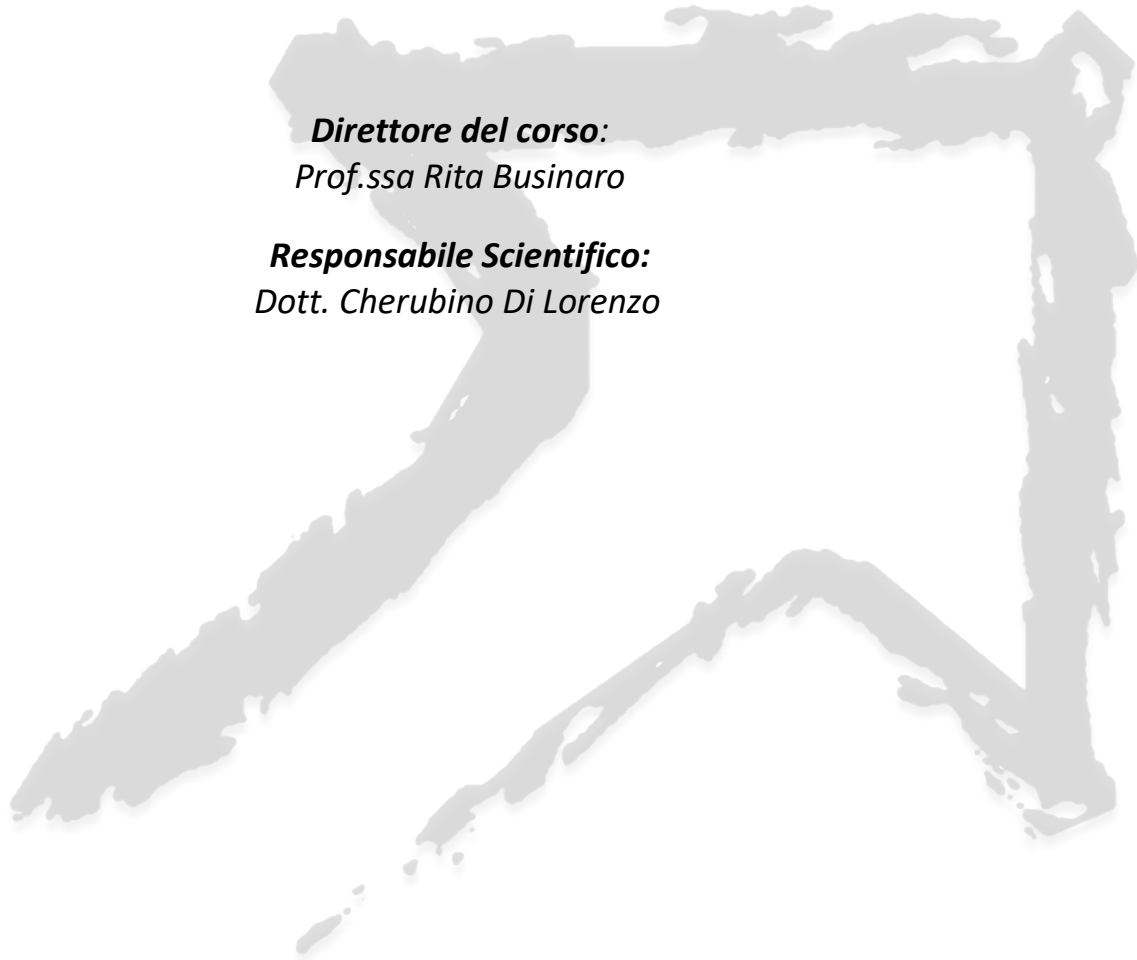 Direttore del corso:
Prof.ssa Rita Businaro
Responsabile Scientifico:
Dott. Cherubino Di Lorenzo